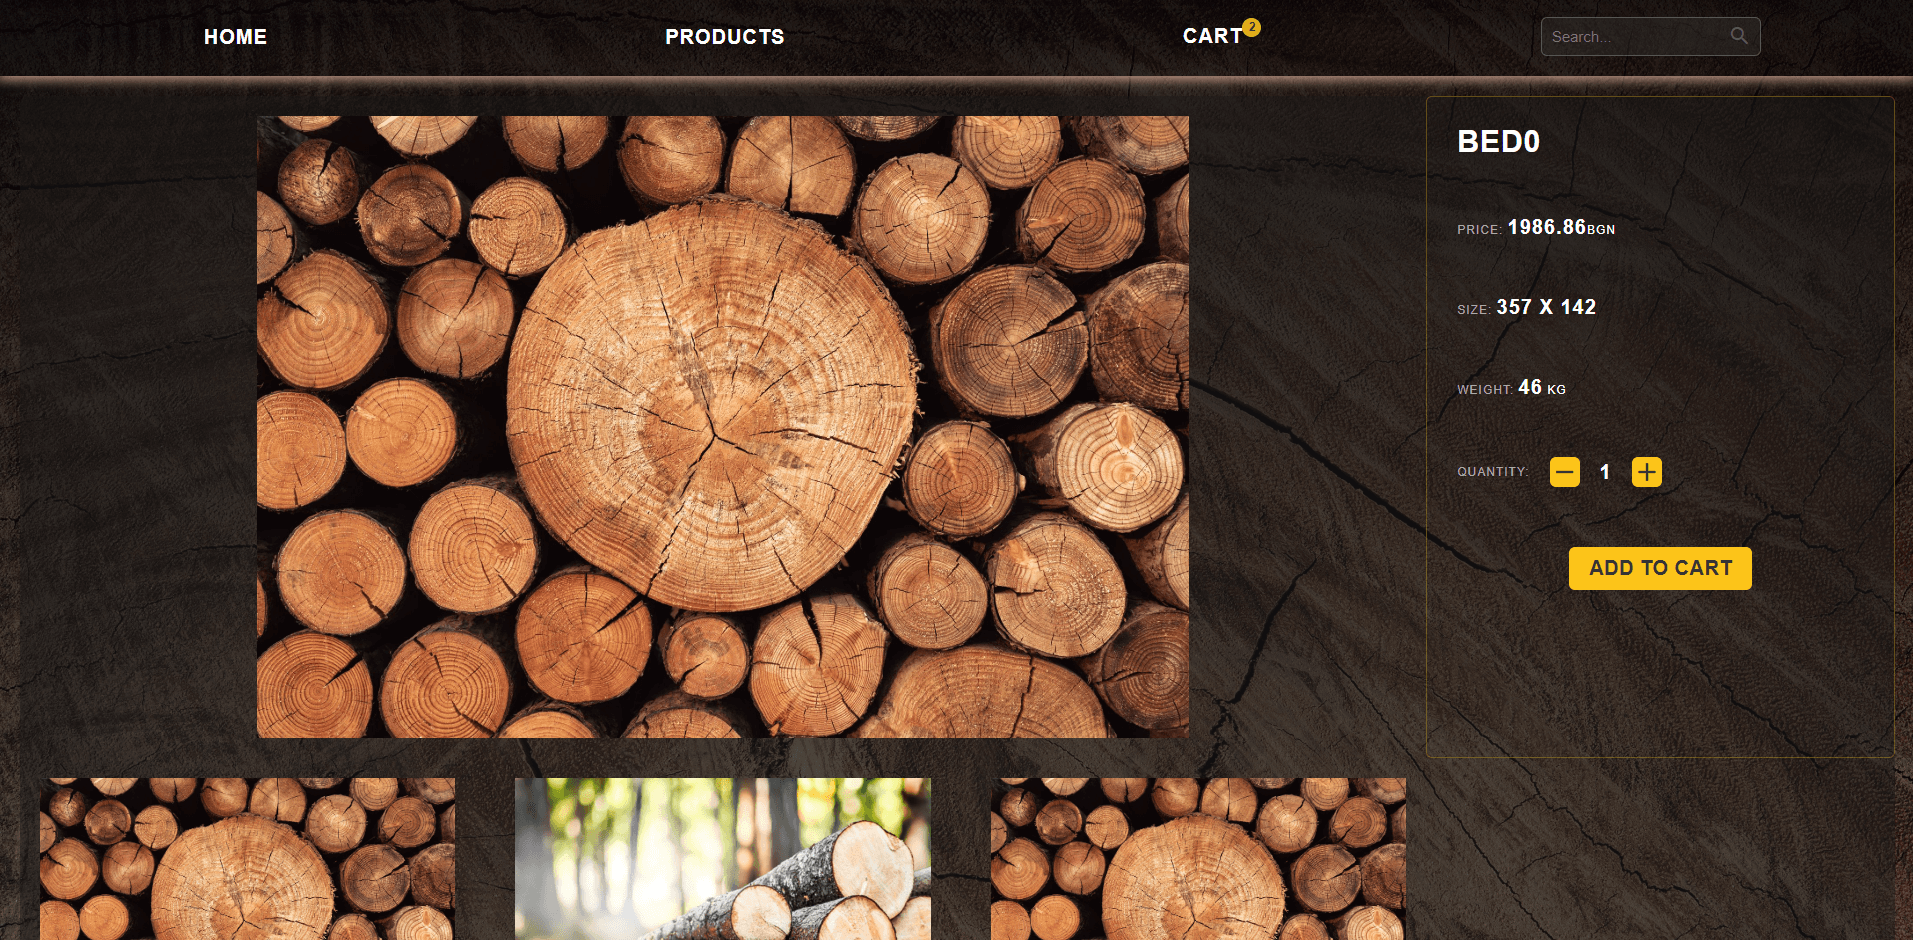 HOME
PRODUCTS
CART 2
Search...
BED0
PRICE: 1986.86BGN
SIZE: 357 X 142
WEIGHT: 46 KG
QUANTITY: 1
ADD TO CART